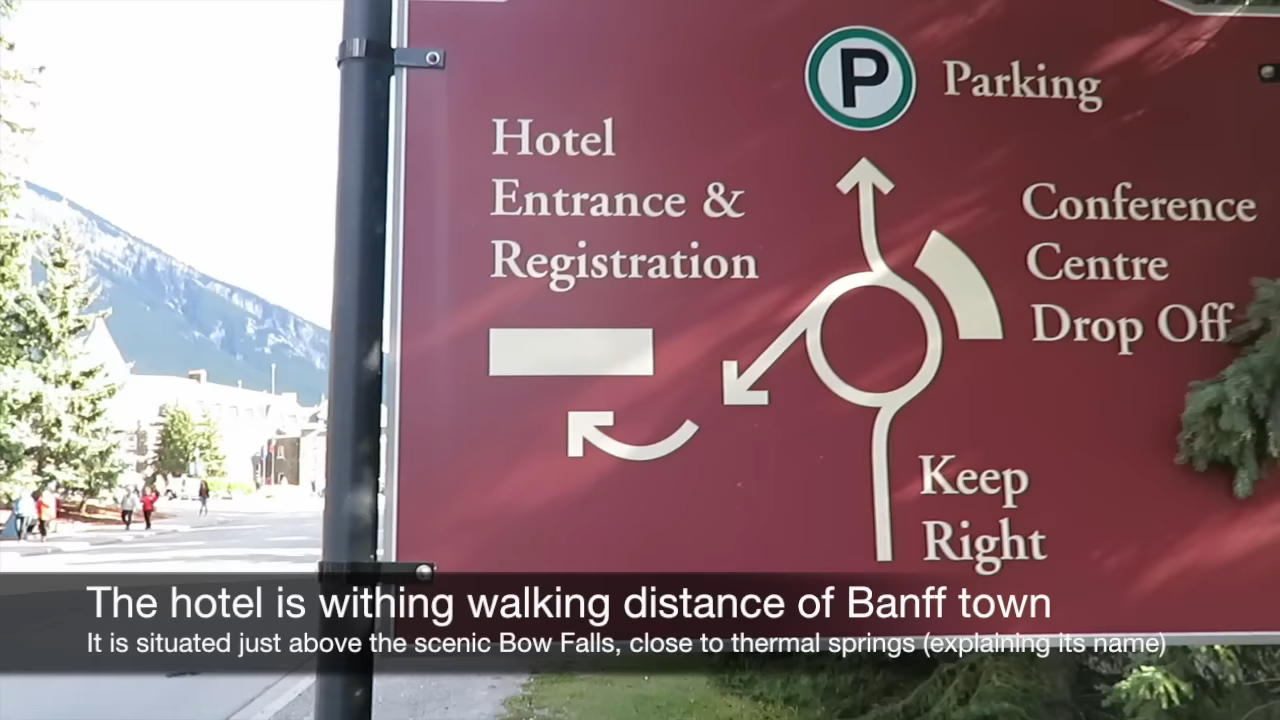 P
Parking
Hotel
Entrance &
Registration
Conference
Centre
Drop Off
Keep
Right
The hotel is withing walking distance of Banff town
It is situated just above the scenic Bow Falls, close to thermal springs (explaining its name)